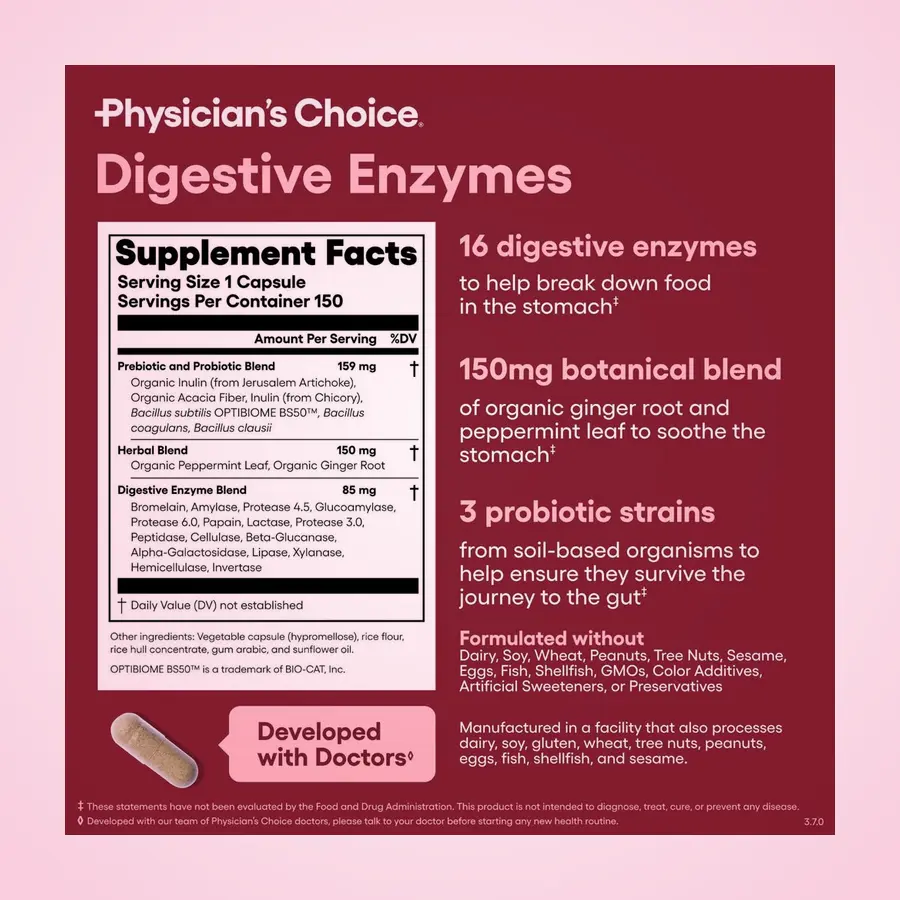 Physician's Choice®
Digestive Enzymes
Supplement Facts
Serving Size 1 Capsule
Servings Per Container 150
Amount Per Serving %DV
Prebiotic and Probiotic Blend 159 mg †
Organic Inulin (from Jerusalem Artichoke),
Organic Acacia Fiber, Inulin (from Chicory),
Bacillus subtilis OPTIBIOME BS50™, Bacillus
coagulans, Bacillus clausii
Herbal Blend 150 mg †
Organic Peppermint Leaf, Organic Ginger Root
Digestive Enzyme Blend 85 mg †
Bromelain, Amylase, Protease 4.5, Glucoamylase,
Protease 6.0, Papain, Lactase, Protease 3.0,
Peptidase, Cellulase, Beta-Glucanase,
Alpha-Galactosidase, Lipase, Xylanase,
Hemicellulase, Invertase
† Daily Value (DV) not established
Other ingredients: Vegetable capsule (hypromellose), rice flour,
rice hull concentrate, gum arabic, and sunflower oil.
OPTIBIOME BS50™ is a trademark of BIO-CAT, Inc.
Developed
with Doctors◊
16 digestive enzymes
to help break down food
in the stomach‡
150mg botanical blend
of organic ginger root and
peppermint leaf to soothe the
stomach‡
3 probiotic strains
from soil-based organisms to
help ensure they survive the
journey to the gut‡
Formulated without
Dairy, Soy, Wheat, Peanuts, Tree Nuts, Sesame,
Eggs, Fish, Shellfish, GMOs, Color Additives,
Artificial Sweeteners, or Preservatives
Manufactured in a facility that also processes
dairy, soy, gluten, wheat, tree nuts, peanuts,
eggs, fish, shellfish, and sesame.
‡ These statements have not been evaluated by the Food and Drug Administration. This product is not intended to diagnose, treat, cure, or prevent any disease.
◊ Developed with our team of Physician's Choice doctors, please talk to your doctor before starting any new health routine.
3.7.0